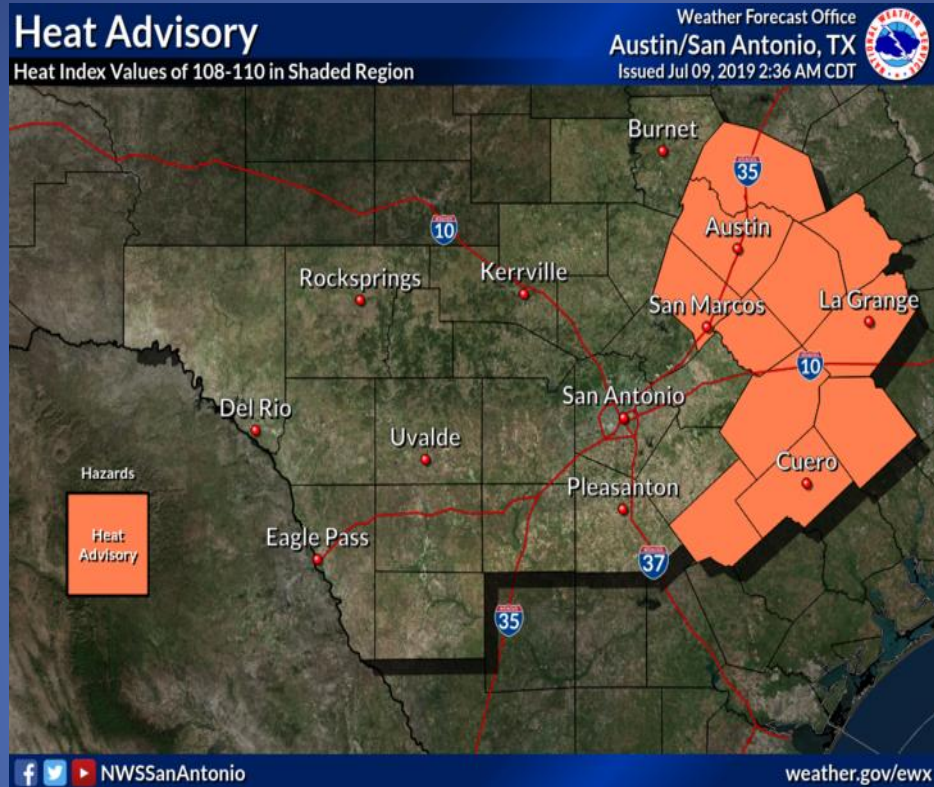 Heat Advisory
Weather Forecast Office
Austin/San Antonio, TX
Heat Index Values of 108-110 in Shaded Region
Issued Jul 09, 2019 2:36 AM CDT
Burnet
35
10
Austin
Rocksprings
Kerrville
San Marcos
La Grange
10
San Antonio
Del Rio
Uvalde
Cuero
Hazards
Pleasanton
Heat
Advisory
Eagle Pass
37
35
NWSSanAntonio
weather.gov/ewx